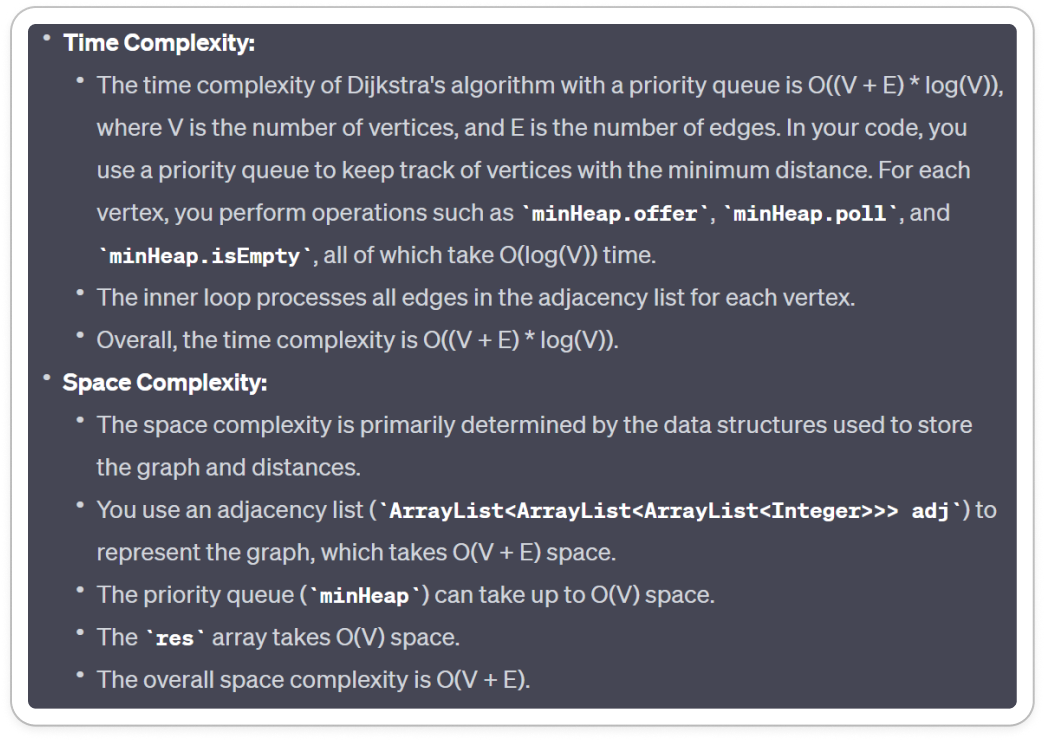 • Time Complexity:
• The time complexity of Dijkstra's algorithm with a priority queue is O((V + E) * log(V)),
where V is the number of vertices, and E is the number of edges. In your code, you
use a priority queue to keep track of vertices with the minimum distance. For each
vertex, you perform operations such as `minHeap.offer`, `minHeap.poll`, and
`minHeap.isEmpty`, all of which take O(log(V)) time.
• The inner loop processes all edges in the adjacency list for each vertex.
• Overall, the time complexity is O((V + E) * log(V)).
• Space Complexity:
• The space complexity is primarily determined by the data structures used to store
the graph and distances.
• You use an adjacency list (`ArrayList<ArrayList<ArrayList<Integer>>> adj`) to
represent the graph, which takes O(V + E) space.
• The priority queue (`minHeap`) can take up to O(V) space.
• The `res` array takes O(V) space.
• The overall space complexity is O(V + E).